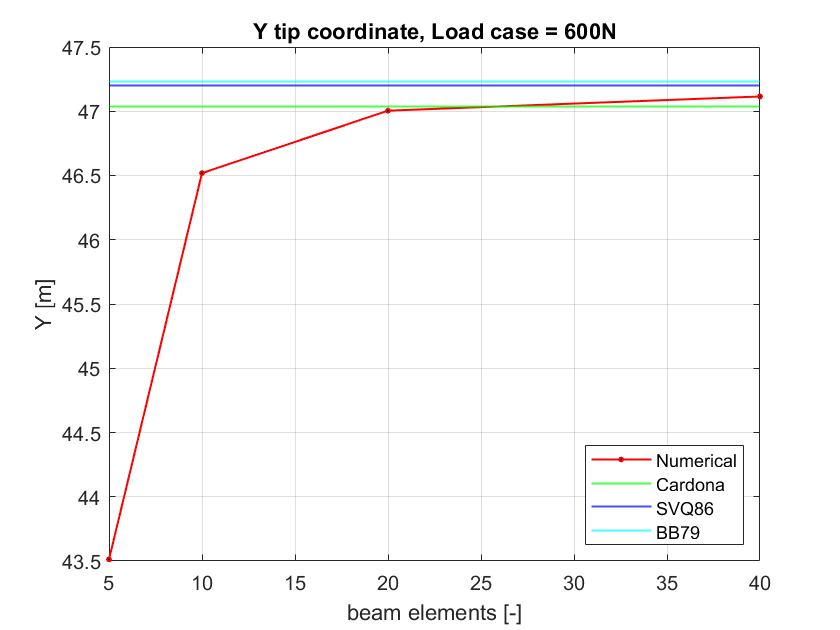 Y tip coordinate, Load case = 600N
47.5
47
46.5
46
45.5
45
44.5
44
43.5
Y [m]
5 10 15 20 25 30 35 40
beam elements [-]
Numerical
Cardona
SVQ86
BB79